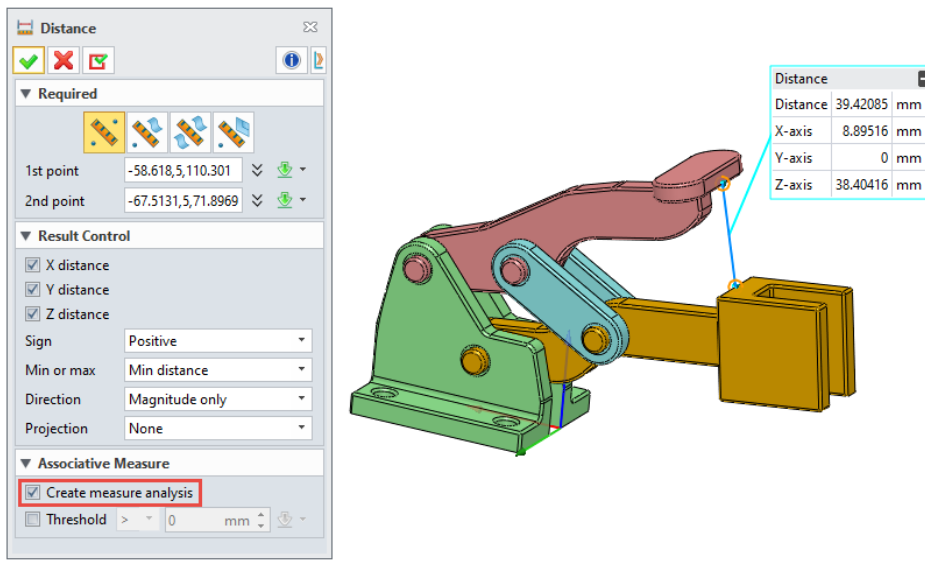 Distance
Required
1st point -58.618,5,110.301
2nd point -67.5131,5,71.8969
Result Control
X distance
Y distance
Z distance
Sign Positive
Min or max Min distance
Direction Magnitude only
Projection None
Associative Measure
Create measure analysis
Threshold > 0 mm
Distance
Distance 39.42085 mm
X-axis 8.89516 mm
Y-axis 0 mm
Z-axis 38.40416 mm